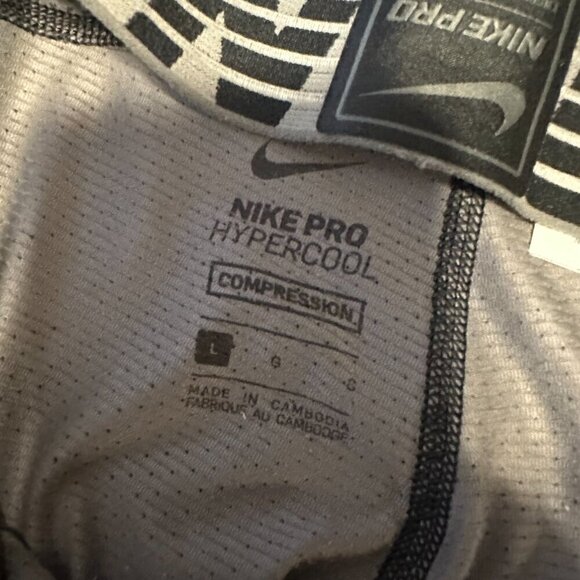 NIKE PRO
NIKE PRO
HYPERCOOL
COMPRESSION
L G G
MADE IN CAMBODIA
FABRIQUÉ AU CAMBODGE